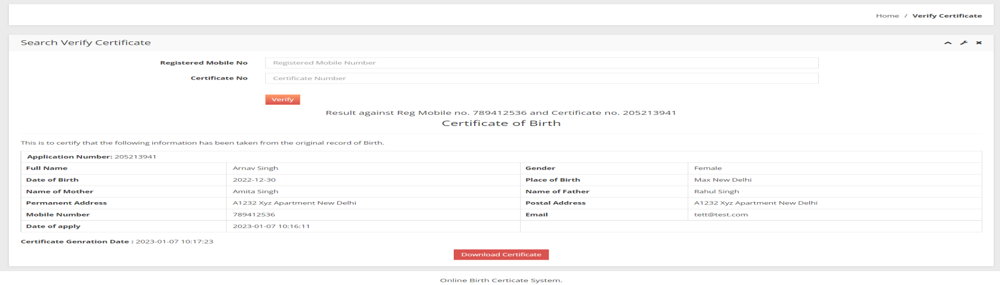 Home / Verify Certificate
Search Verify Certificate
Registered Mobile No Registered Mobile Number
Certificate No Certificate Number
Verify
Result against Reg Mobile no. 789412536 and Certificate no. 205213941
Certificate of Birth
This is to certify that the following information has been taken from the original record of Birth.
Application Number: 205213941
Full Name Arnav Singh Gender Female
Date of Birth 2022-12-30 Place of Birth Max New Delhi
Name of Mother Amita Singh Name of Father Rahul Singh
Permanent Address A1232 Xyz Apartment New Delhi Postal Address A1232 Xyz Apartment New Delhi
Mobile Number 789412536 Email tett@test.com
Date of apply 2023-01-07 10:16:11
Certificate Genration Date : 2023-01-07 10:17:23
Download Certificate
Online Birth Certicate System.